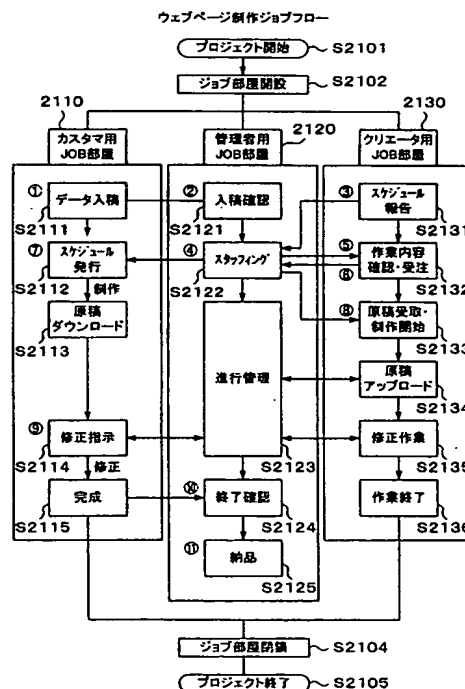 ウェブページ制作ジョブフロー
プロジェクト開始
S2101
ジョブ部屋開設
S2102
2110
カスタマ用
JOB部屋
2120
管理者用
JOB部屋
2130
クリエータ用
JOB部屋
①
データ入稿
S2111
②
入稿確認
S2121
③
スケジュール
報告
S2131
⑦
スケジュール
発行
S2112
制作
④
スタッフィング
S2122
⑤
⑥
作業内容
確認・受注
S2132
原稿
ダウンロード
S2113
⑧
原稿受取・
制作開始
S2133
進行管理
S2123
原稿
アップロード
S2134
⑨
修正指示
S2114
修正
修正作業
S2135
完成
S2115
⑩
終了確認
S2124
作業終了
S2136
⑪
納品
S2125
ジョブ部屋閉鎖
S2104
プロジェクト終了
S2105